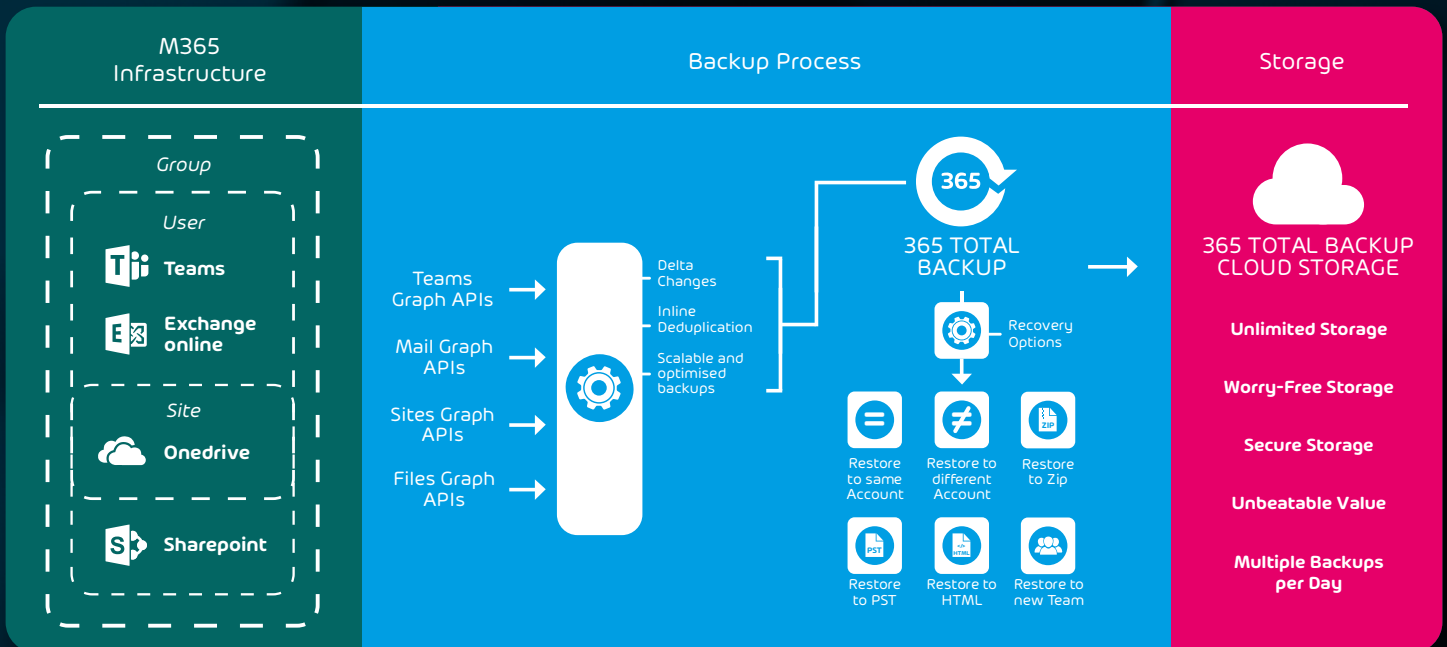 M365
Infrastructure
Backup Process
Storage
Group
User
T
Teams
E
Exchange
online
Site
Onedrive
S
Sharepoint
Teams
Graph APIs
Mail Graph
APIs
Sites Graph
APIs
Files Graph
APIs
Delta
Changes
Inline
Deduplication
Scalable and
optimised
backups
365
365 TOTAL
BACKUP
Recovery
Options
Restore
to same
Account
Restore to
different
Account
ZIP
Restore
to Zip
PST
Restore
to PST
</>
HTML
Restore to
HTML
Restore to
new Team
365 TOTAL BACKUP
CLOUD STORAGE
Unlimited Storage
Worry-Free Storage
Secure Storage
Unbeatable Value
Multiple Backups
per Day